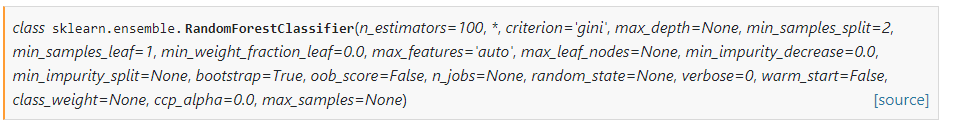 class sklearn.ensemble.RandomForestClassifier(n_estimators=100, *, criterion='gini', max_depth=None, min_samples_split=2,
min_samples_leaf=1, min_weight_fraction_leaf=0.0, max_features='auto', max_leaf_nodes=None, min_impurity_decrease=0.0,
min_impurity_split=None, bootstrap=True, oob_score=False, n_jobs=None, random_state=None, verbose=0, warm_start=False,
class_weight=None, ccp_alpha=0.0, max_samples=None) [source]